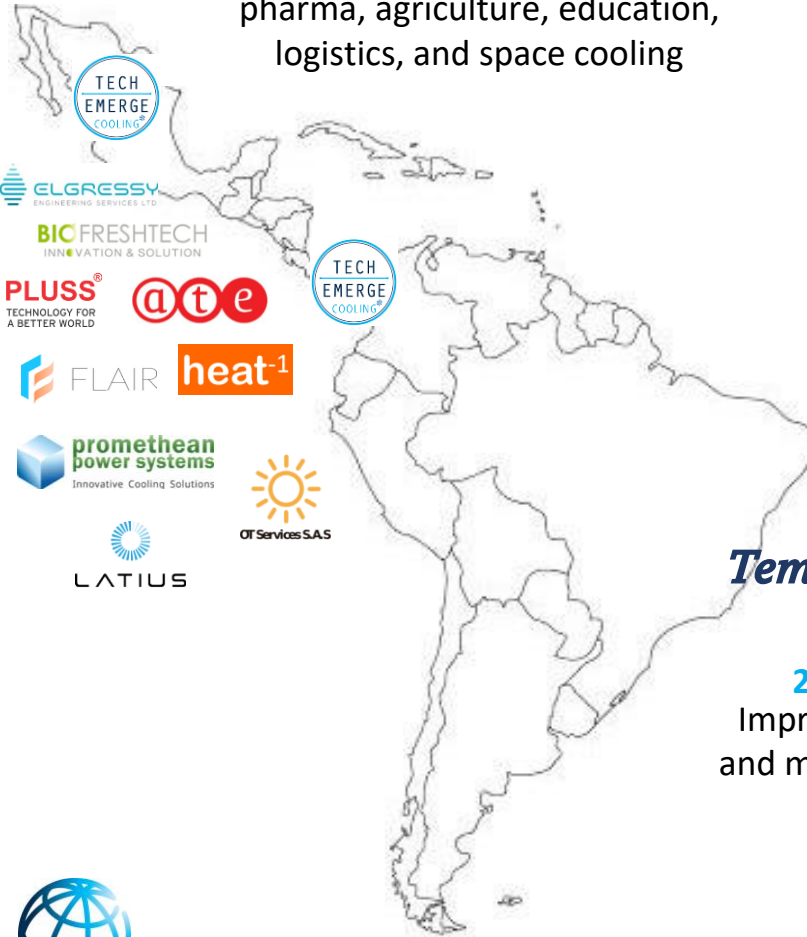 pharma, agriculture, education,
logistics, and space cooling
TECH
EMERGE
COOLING
ELGRESSY
ENGINEERING SERVICES LTD
BIOFRESHTECH
INNOVATION & SOLUTION
TECH
EMERGE
COOLING
PLUSS®
TECHNOLOGY FOR
A BETTER WORLD
ate
FLAIR
heat-1
promethean
power systems
Innovative Cooling Solutions
OT Services S.A.S
LATIUS
Tem
2
Impr
and m